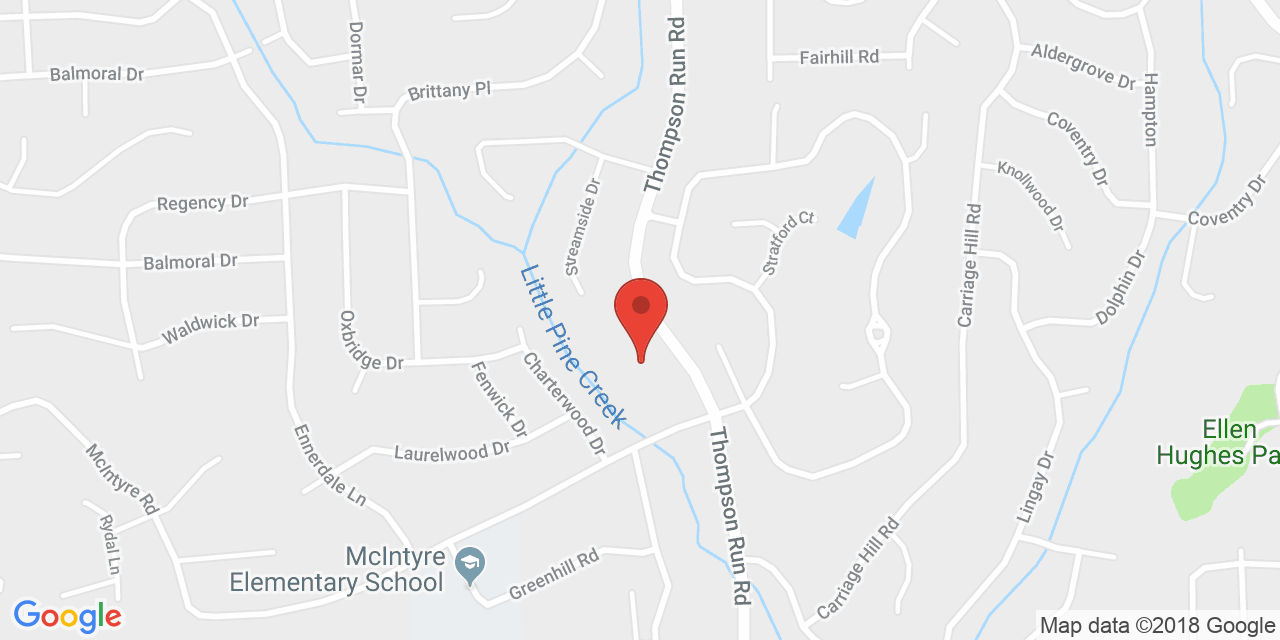 Thompson Run Rd
Dormar Dr
Balmoral Dr
Brittany Pl
Fairhill Rd
Aldergrove Dr
Hampton
Coventry Dr
Knollwood Dr
Coventry Dr
Regency Dr
Streamside Dr
Stratford Ct
Carriage Hill Rd
Balmoral Dr
Dolphin Dr
Little Pine Creek
Waldwick Dr
Oxbridge Dr
Charterwood Dr
Fenwick Dr
Laurelwood Dr
Ellen
Hughes Pa
McIntyre Rd
Ennerdale Ln
Thompson Run Rd
Lingay Dr
Rydal Ln
McIntyre
Elementary School
Greenhill Rd
Carriage Hill Rd
Google
Map data ©2018 Google